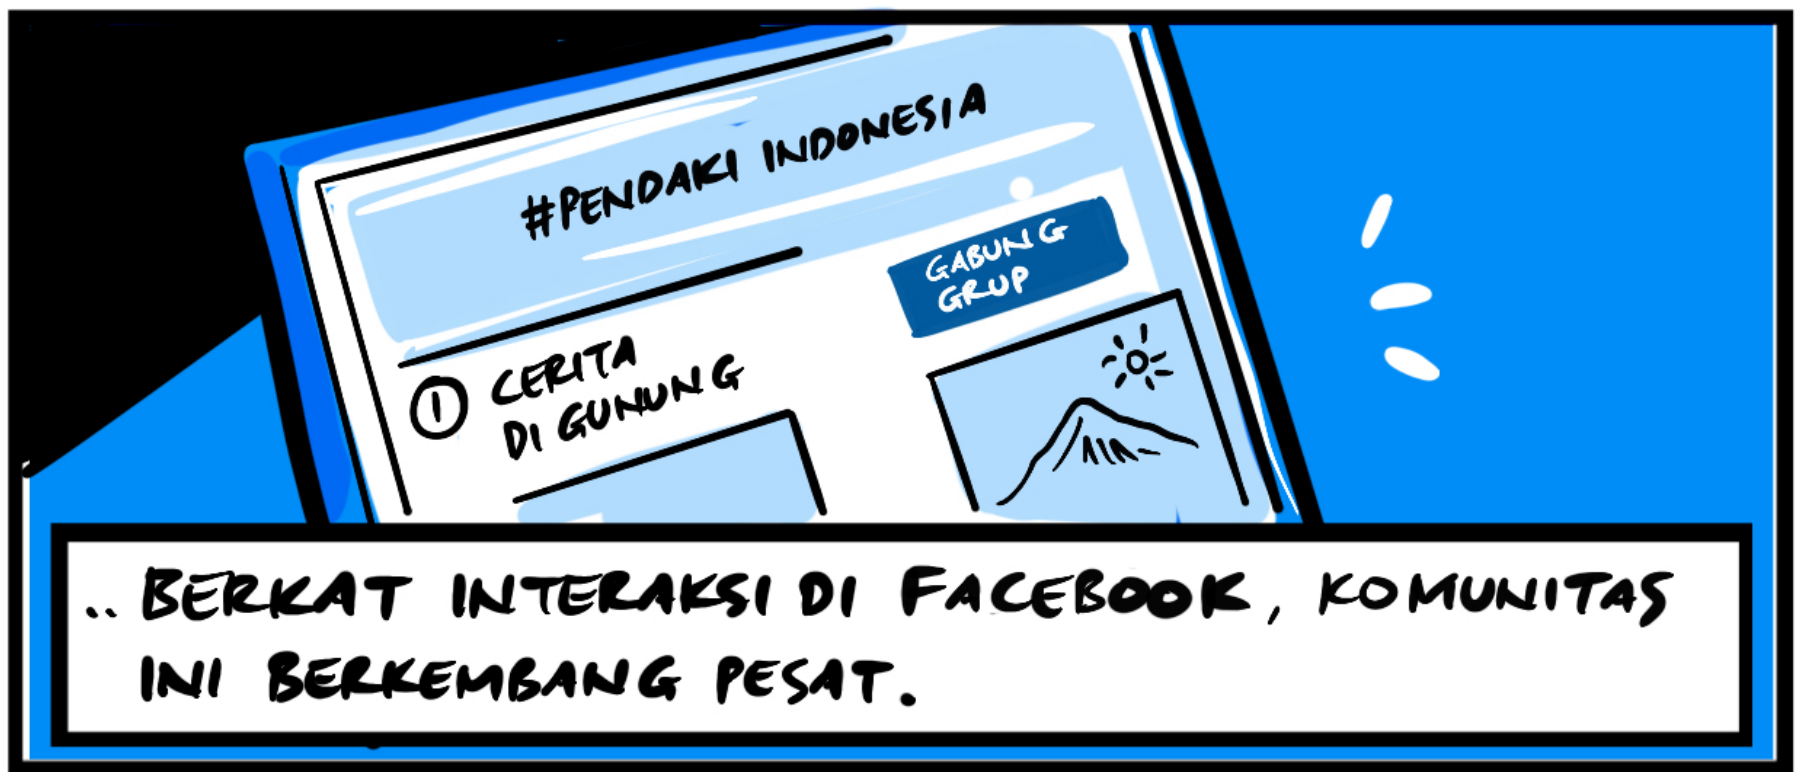 #PENDAKI INDONESIA
GABUNG
GRUP
1 CERITA
DI GUNUNG
.. BERKAT INTERAKSI DI FACEBOOK, KOMUNITAS
INI BERKEMBANG PESAT.